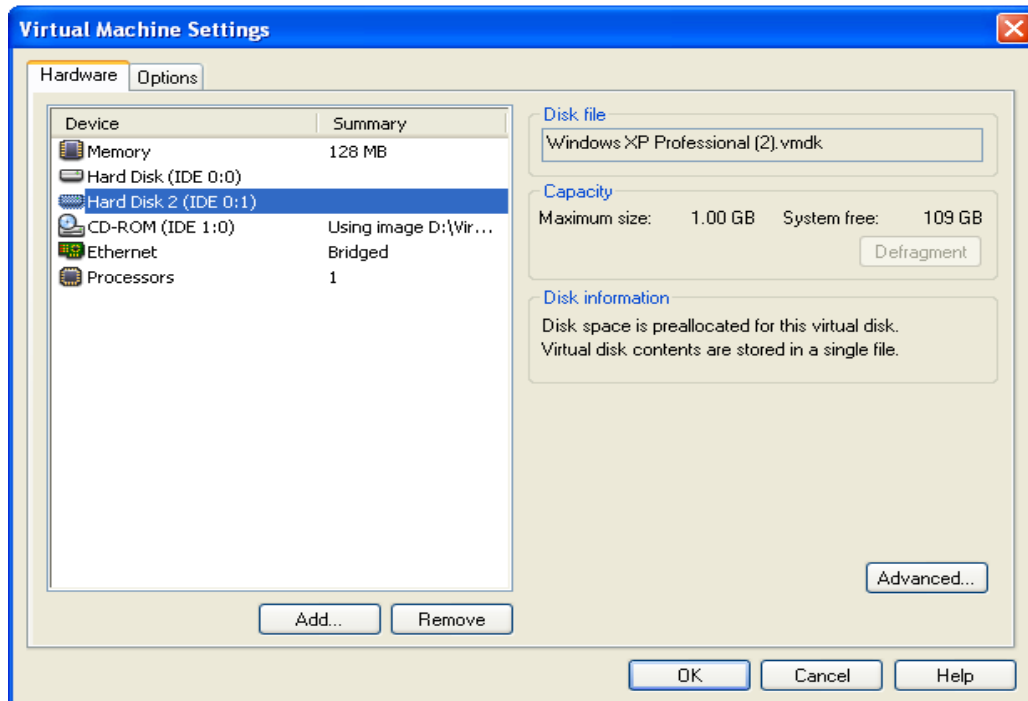 Virtual Machine Settings
Hardware Options
Device Summary
Memory 128 MB
Hard Disk (IDE 0:0)
Hard Disk 2 (IDE 0:1)
CD-ROM (IDE 1:0) Using image D:\Vir...
Ethernet Bridged
Processors 1
Add... Remove
Disk file
Windows XP Professional (2).vmdk
Capacity
Maximum size: 1.00 GB System free: 109 GB
Defragment
Disk information
Disk space is preallocated for this virtual disk.
Virtual disk contents are stored in a single file.
Advanced...
OK Cancel Help